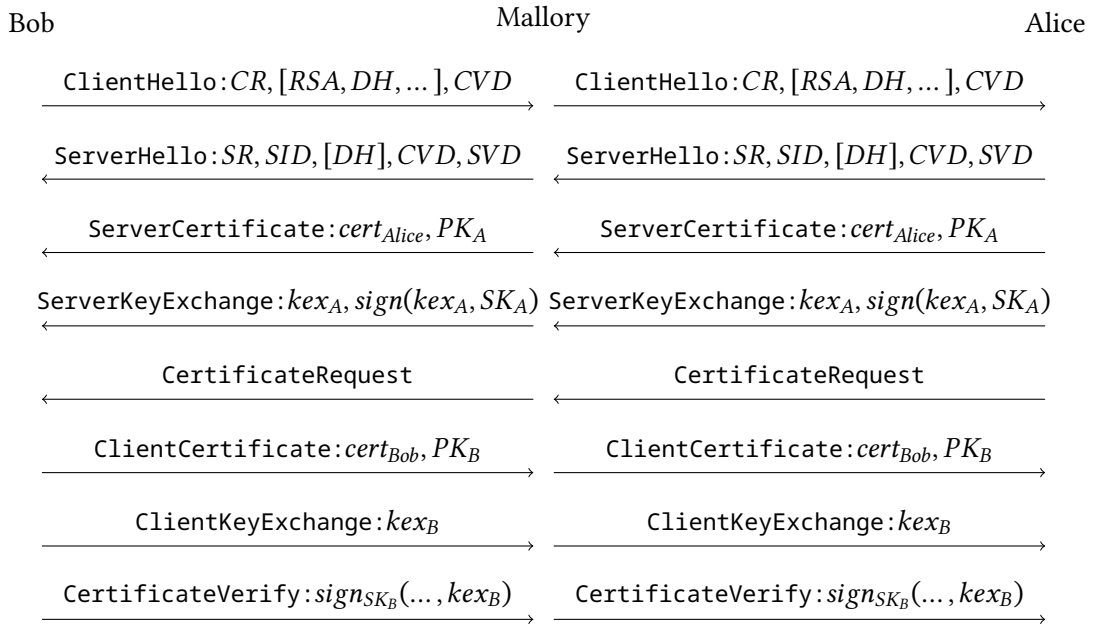 Bob Mallory Alice
ClientHello: CR, [RSA, DH, … ], CVD ClientHello: CR, [RSA, DH, … ], CVD
ServerHello: SR, SID, [DH], CVD, SVD ServerHello: SR, SID, [DH], CVD, SVD
ServerCertificate: cert_Alice, PK_A ServerCertificate: cert_Alice, PK_A
ServerKeyExchange: kex_A, sign(kex_A, SK_A) ServerKeyExchange: kex_A, sign(kex_A, SK_A)
CertificateRequest CertificateRequest
ClientCertificate: cert_Bob, PK_B ClientCertificate: cert_Bob, PK_B
ClientKeyExchange: kex_B ClientKeyExchange: kex_B
CertificateVerify: sign_SK_B(… , kex_B) CertificateVerify: sign_SK_B(… , kex_B)